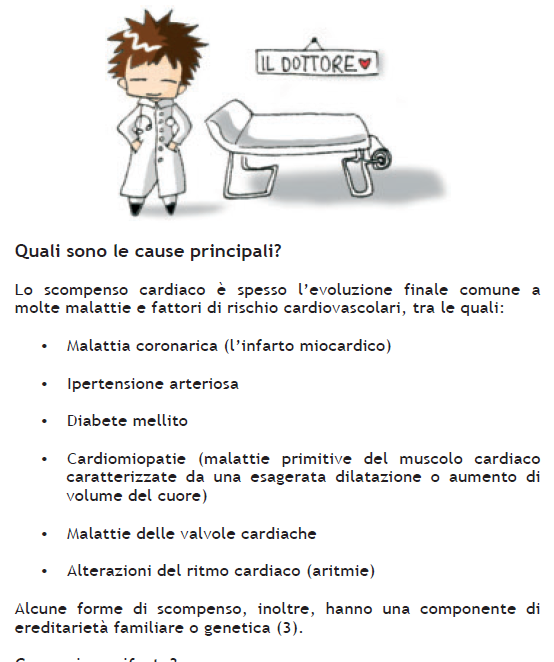 IL DOTTORE
Quali sono le cause principali?
Lo scompenso cardiaco è spesso l'evoluzione finale comune a
molte malattie e fattori di rischio cardiovascolari, tra le quali:
• Malattia coronarica (l'infarto miocardico)
• Ipertensione arteriosa
• Diabete mellito
• Cardiomiopatie (malattie primitive del muscolo cardiaco
caratterizzate da una esagerata dilatazione o aumento di
volume del cuore)
• Malattie delle valvole cardiache
• Alterazioni del ritmo cardiaco (aritmie)
Alcune forme di scompenso, inoltre, hanno una componente di
ereditarietà familiare o genetica (3).